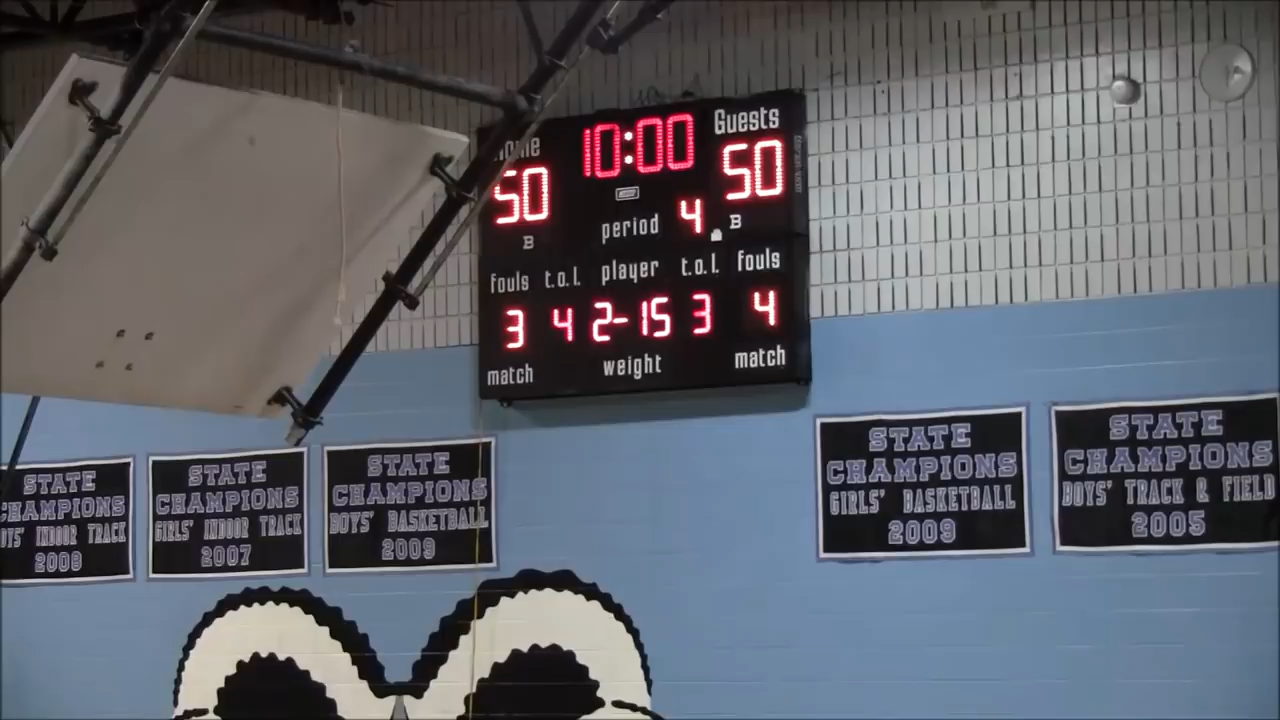 10:00
Guests
50
50
period 4
B
B
fouls t.o.l. player t.o.l. fouls
3 4 2-15 3 4
match weight match
STATE
CHAMPIONS
INDOOR TRACK
2008
STATE
CHAMPIONS
GIRLS' INDOOR TRACK
2007
STATE
CHAMPIONS
BOYS' BASKETBALL
2009
STATE
CHAMPIONS
GIRLS' BASKETBALL
2009
STATE
CHAMPIONS
BOYS' TRACK & FIELD
2005